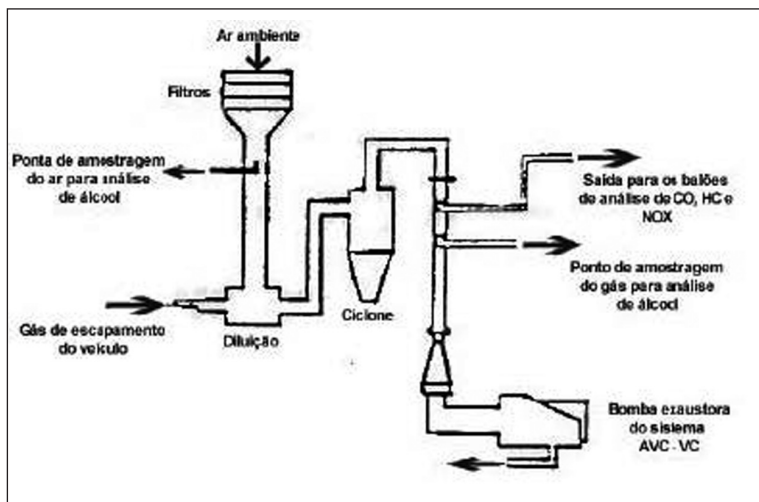 Ar ambiente
Filtros
Ponta de amostragem
do ar para análise
de álcool
Saída para os balões
de análise de CO, HC e
NOX
Ponto de amostragem
do gás para análise
de álcool
Gás de escapamento
do veículo
Diluição
Ciclone
Bomba exaustora
do sistema
AVC - VC